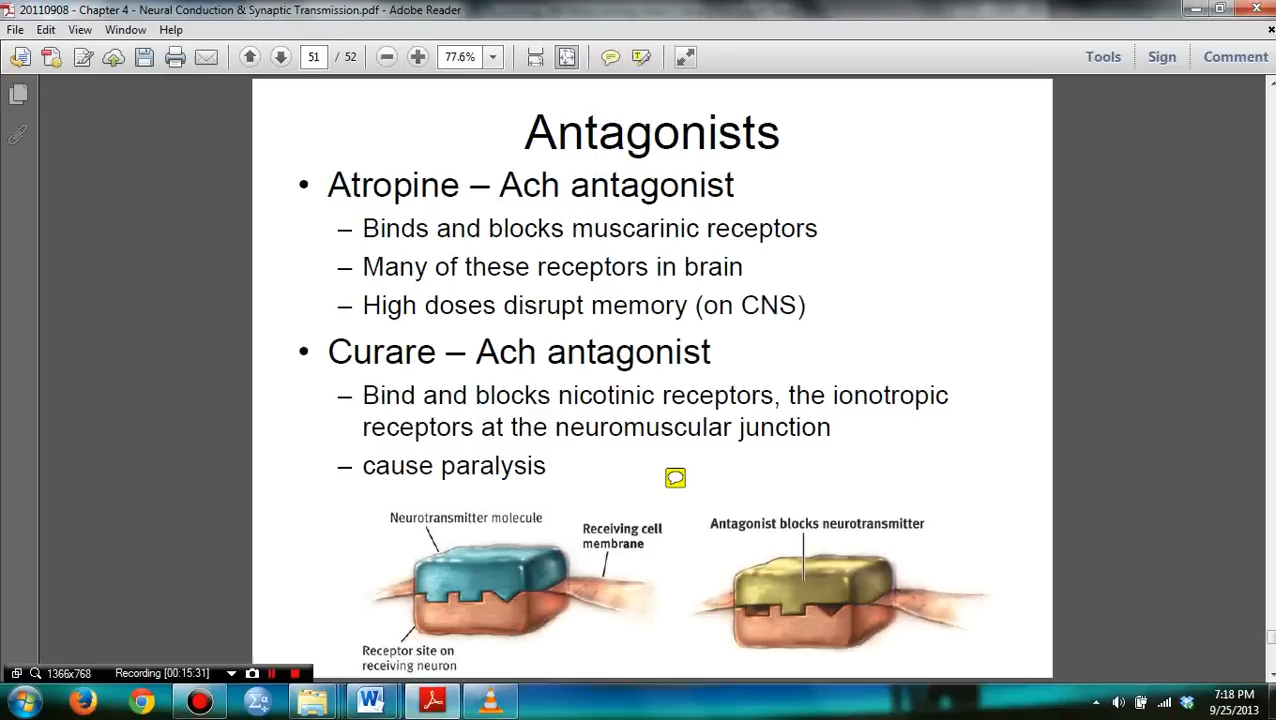 20110908 - Chapter 4 - Neural Conduction & Synaptic Transmission.pdf - Adobe Reader
File Edit View Window Help
51 / 52 77.6% Tools Sign Comment
Antagonists
• Atropine – Ach antagonist
– Binds and blocks muscarinic receptors
– Many of these receptors in brain
– High doses disrupt memory (on CNS)
• Curare – Ach antagonist
– Bind and blocks nicotinic receptors, the ionotropic
receptors at the neuromuscular junction
– cause paralysis
Neurotransmitter molecule
Receiving cell
membrane
Receptor site on
receiving neuron
Antagonist blocks neurotransmitter
1366x768 Recording [00:15:31]
7:18 PM
9/25/2013